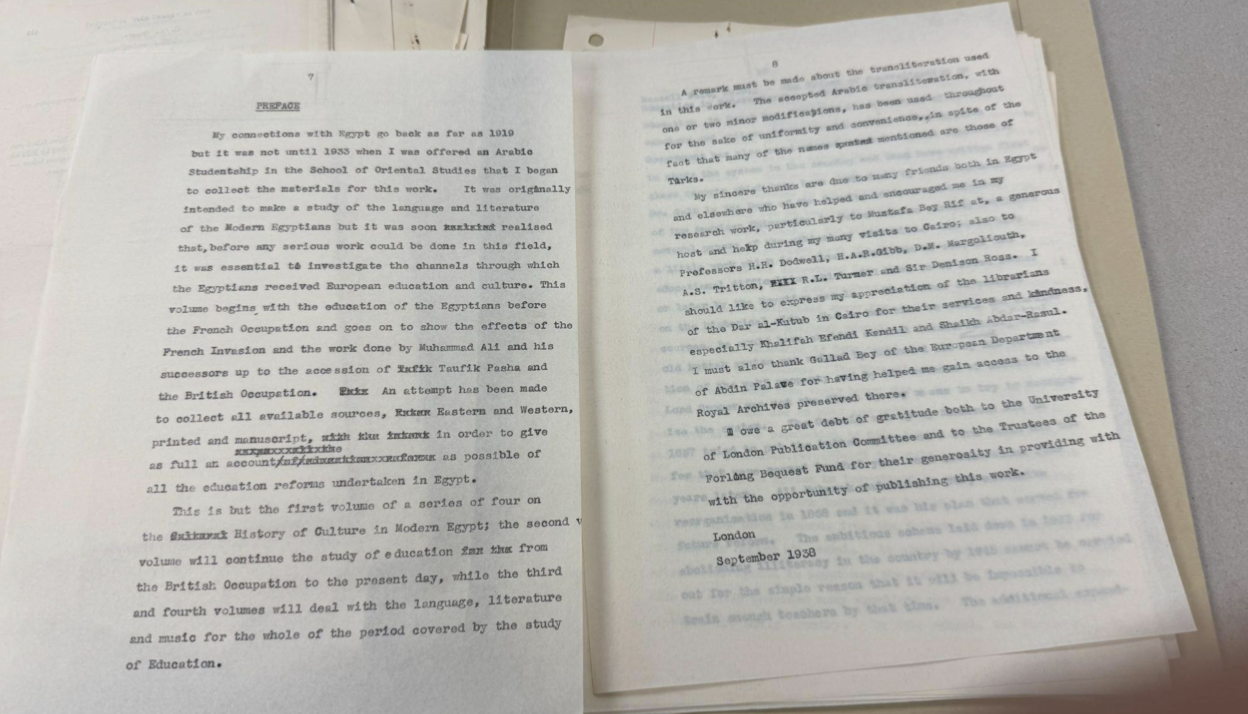 7
PREFACE
My connections with Egypt go back as far as 1919
but it was not until 1933 when I was offered an Arabic
Studentship in the School of Oriental Studies that I began
to collect the materials for this work. It was originally
intended to make a study of the language and literature
of the Modern Egyptians but it was soon realised
that, before any serious work could be done in this field,
it was essential to investigate the channels through which
the Egyptians received European education and culture. This
volume begins with the education of the Egyptians before
the French Occupation and goes on to show the effects of the
French Invasion and the work done by Muhammad Ali and his
successors up to the accession of Taufik Pasha and
the British Occupation. An attempt has been made
to collect all available sources, Eastern and Western,
printed and manuscript, in order to give
as full an account as possible of
all the education reforms undertaken in Egypt.
This is but the first volume of a series of four on
the History of Culture in Modern Egypt; the second v
volume will continue the study of education from
the British Occupation to the present day, while the third
and fourth volumes will deal with the language, literature
and music for the whole of the period covered by the study
of Education.
8
A remark must be made about the transliteration used
in this work. The accepted Arabic transliteration, with
one or two minor modifications, has been used throughout
for the sake of uniformity and convenience, in spite of the
fact that many of the names mentioned are those of
Turks.
My sincere thanks are due to many friends both in Egypt
and elsewhere who have helped and encouraged me in my
research work, particularly to Mustafa Bey Rif at, a generous
host and help during my many visits to Cairo; also to
Professors H.H. Dodwell, H.A.R.Gibb, D.S. Margoliouth,
A.S. Tritton, R.L. Turner and Sir Denison Ross. I
should like to express my appreciation of the librarians
of the Dar al-Kutub in Cairo for their services and kindness,
especially Khalifah Efendi Kandil and Shaikh Abdar-Rasul.
I must also thank Gallad Bey of the European Department
of Abdin Palace for having helped me gain access to the
Royal Archives preserved there.
I owe a great debt of gratitude both to the University
of London Publication Committee and to the Trustees of the
Forlong Bequest Fund for their generosity in providing with
with the opportunity of publishing this work.
London
September 1938